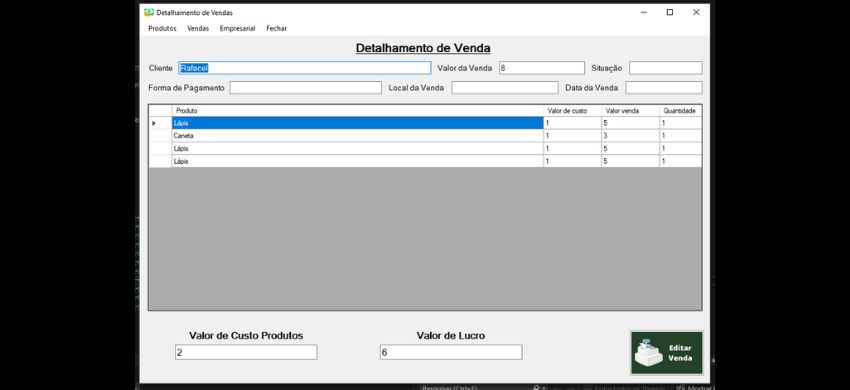 Detalhamento de Vendas
Produtos Vendas Empresarial Fechar
Detalhamento de Venda
Cliente Rafacel Valor da Venda 8 Situação
Forma de Pagamento Local da Venda Data da Venda
Produto Valor de custo Valor venda Quantidade
Lápis 1 5 1
Caneta 1 3 1
Lápis 1 5 1
Lápis 1 5 1
Valor de Custo Produtos Valor de Lucro
2 6
Editar
Venda
Pesquisar (Ctrl+E)